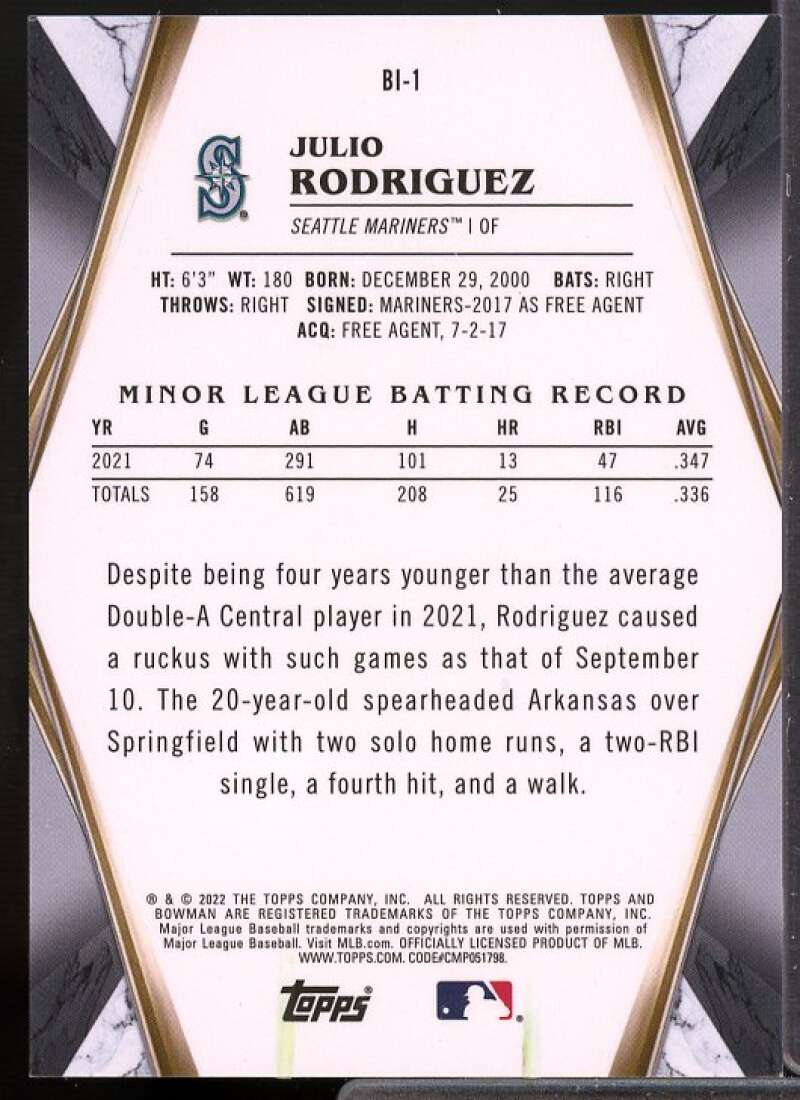 BI-1
S
®
JULIO
RODRIGUEZ
SEATTLE MARINERS™ | OF
HT: 6'3" WT: 180 BORN: DECEMBER 29, 2000 BATS: RIGHT
THROWS: RIGHT SIGNED: MARINERS-2017 AS FREE AGENT
ACQ: FREE AGENT, 7-2-17
MINOR LEAGUE BATTING RECORD
YR G AB H HR RBI AVG
2021 74 291 101 13 47 .347
TOTALS 158 619 208 25 116 .336
Despite being four years younger than the average
Double-A Central player in 2021, Rodriguez caused
a ruckus with such games as that of September
10. The 20-year-old spearheaded Arkansas over
Springfield with two solo home runs, a two-RBI
single, a fourth hit, and a walk.
® & © 2022 THE TOPPS COMPANY, INC. ALL RIGHTS RESERVED. TOPPS AND
BOWMAN ARE REGISTERED TRADEMARKS OF THE TOPPS COMPANY, INC.
Major League Baseball trademarks and copyrights are used with permission of
Major League Baseball. Visit MLB.com. OFFICIALLY LICENSED PRODUCT OF MLB.
WWW.TOPPS.COM. CODE#CMP051798.
Topps® ®